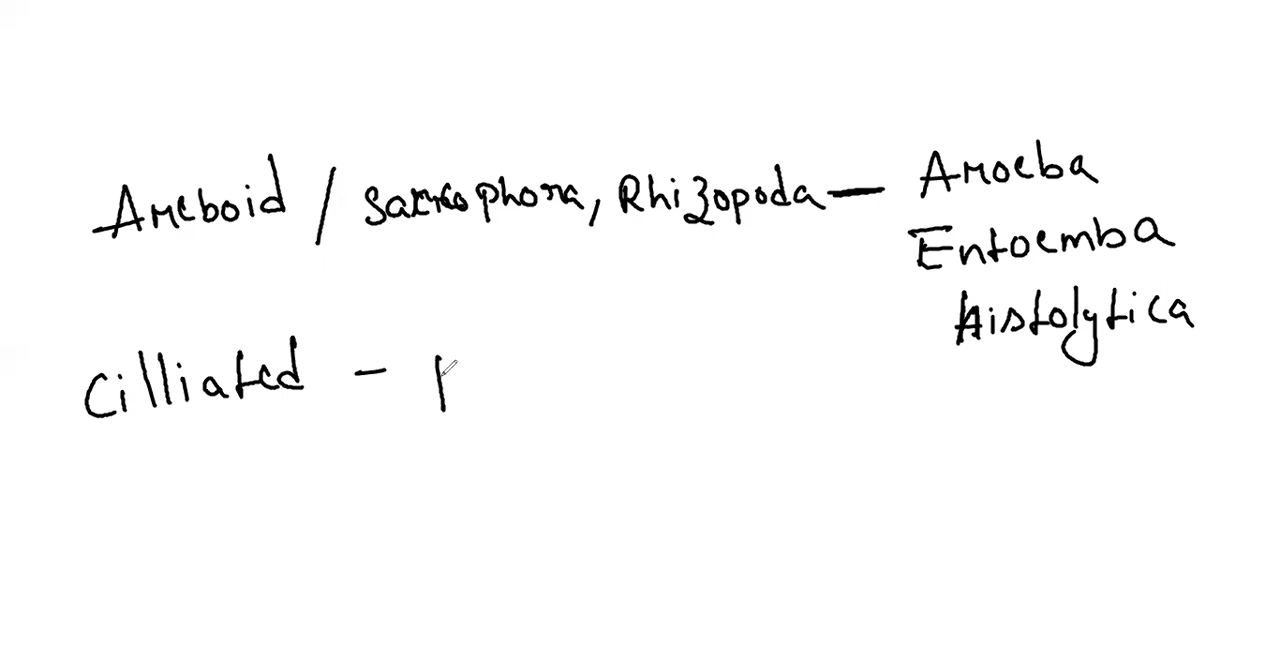 Ameboid / Sarcophora, Rhizopoda — Amoeba
Entoemba
Histolytica
Cilliated -